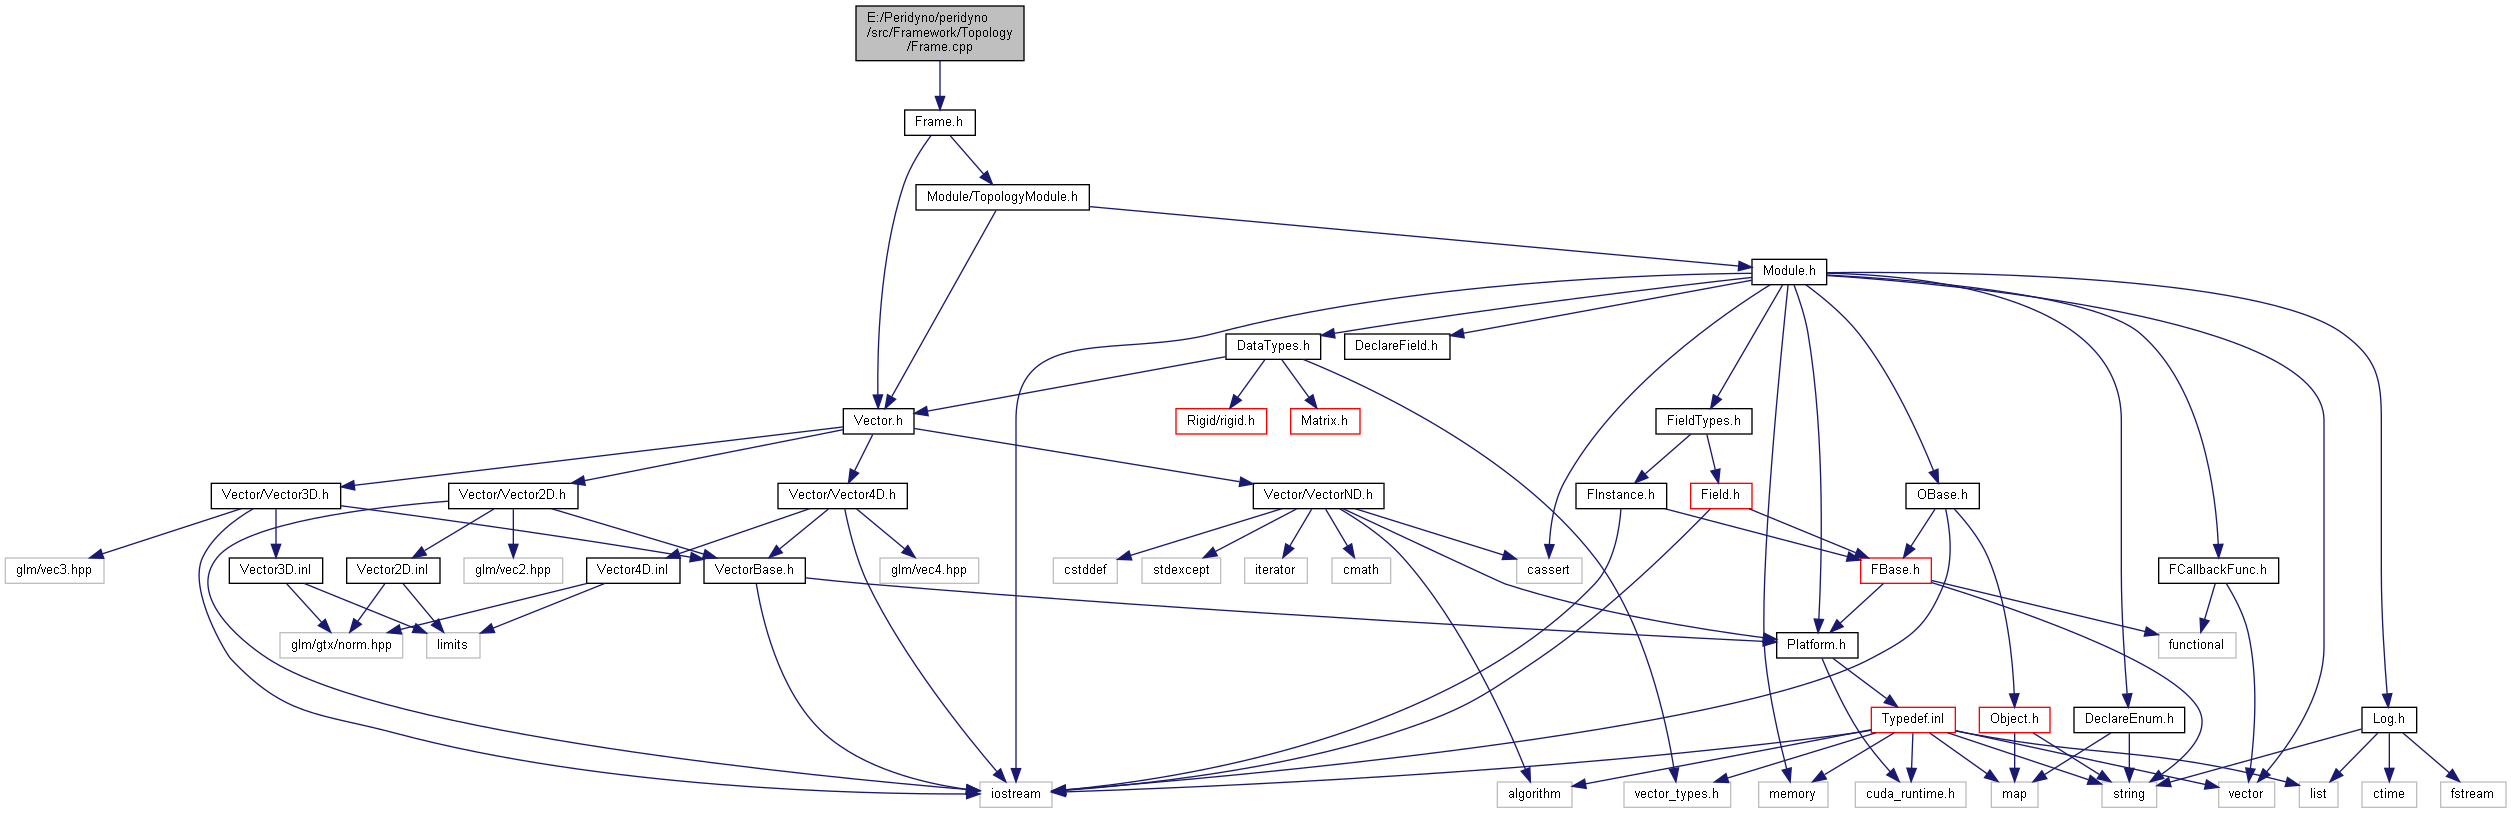 E:/Peridyno/peridyno
/src/Framework/Topology
/Frame.cpp
Frame.h
Module/TopologyModule.h
Module.h
DataTypes.h
DeclareField.h
Vector.h
Rigid/rigid.h
Matrix.h
FieldTypes.h
Vector/Vector3D.h
Vector/Vector2D.h
Vector/Vector4D.h
Vector/VectorND.h
FInstance.h
Field.h
OBase.h
glm/vec3.hpp
Vector3D.inl
Vector2D.inl
glm/vec2.hpp
Vector4D.inl
VectorBase.h
glm/vec4.hpp
cstddef
stdexcept
iterator
cmath
cassert
FBase.h
FCallbackFunc.h
glm/gtx/norm.hpp
limits
Platform.h
functional
Typedef.inl
Object.h
DeclareEnum.h
Log.h
iostream
algorithm
vector_types.h
memory
cuda_runtime.h
map
string
vector
list
ctime
fstream